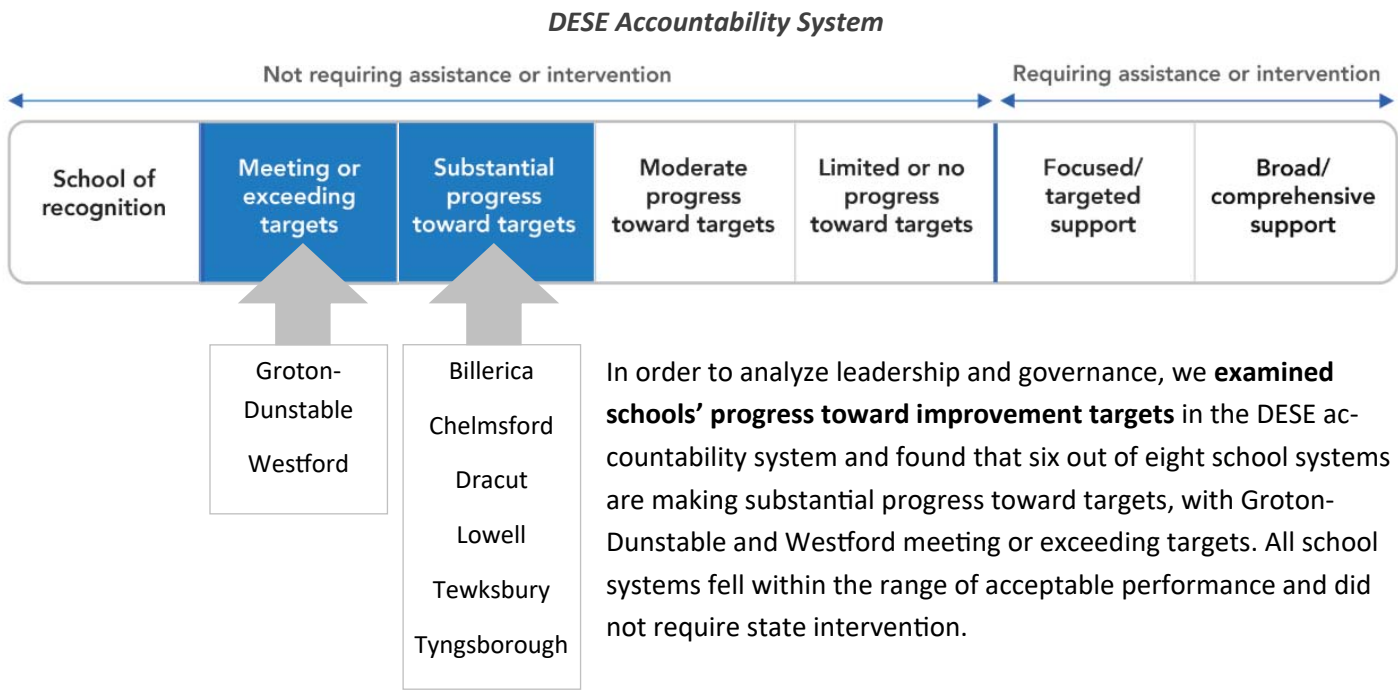 DESE Accountability System
Not requiring assistance or intervention
Requiring assistance or intervention
School of
recognition
Meeting or
exceeding
targets
Substantial
progress
toward targets
Moderate
progress
toward targets
Limited or no
progress
toward targets
Focused/
targeted
support
Broad/
comprehensive
support
Groton-
Dunstable
Westford
Billerica
Chelmsford
Dracut
Lowell
Tewksbury
Tyngsborough
In order to analyze leadership and governance, we examined
schools’ progress toward improvement targets in the DESE ac-
countability system and found that six out of eight school systems
are making substantial progress toward targets, with Groton-
Dunstable and Westford meeting or exceeding targets. All school
systems fell within the range of acceptable performance and did
not require state intervention.